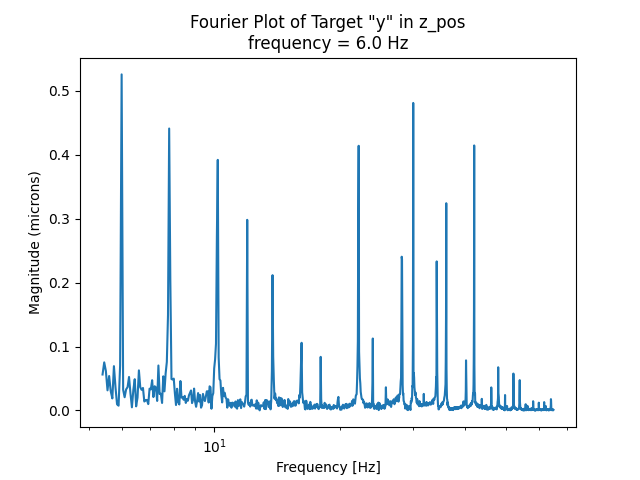 Fourier Plot of Target "y" in z_pos
frequency = 6.0 Hz
0.5
0.4
0.3
0.2
0.1
0.0
Magnitude (microns)
10¹
Frequency [Hz]